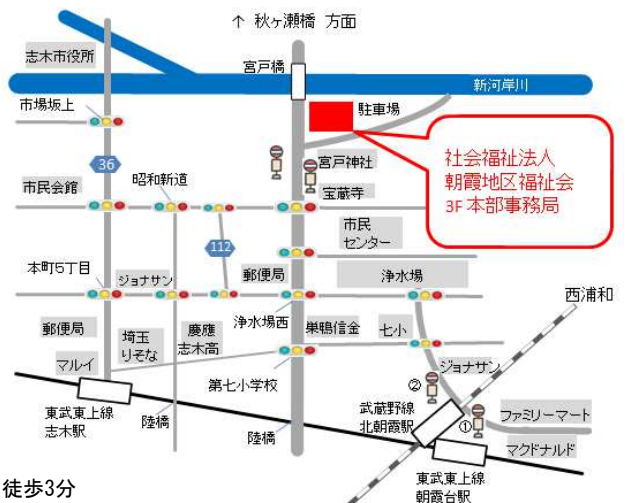 ↑ 秋ヶ瀬橋 方面
志木市役所
宮戸橋
新河岸川
市場坂上
駐車場
36
社会福祉法人
朝霞地区福祉会
3F 本部事務局
宮戸神社
市民会館
昭和新道
宝蔵寺
112
市民
センター
本町5丁目
ジョナサン
郵便局
浄水場
西浦和
郵便局
埼玉
りそな
慶應
志木高
浄水場西
巣鴨信金
七小
マルイ
ジョナサン
第七小学校
②
東武東上線
志木駅
陸橋
陸橋
武蔵野線
北朝霞駅
①
ファミリーマート
マクドナルド
東武東上線
朝霞台駅
徒歩3分